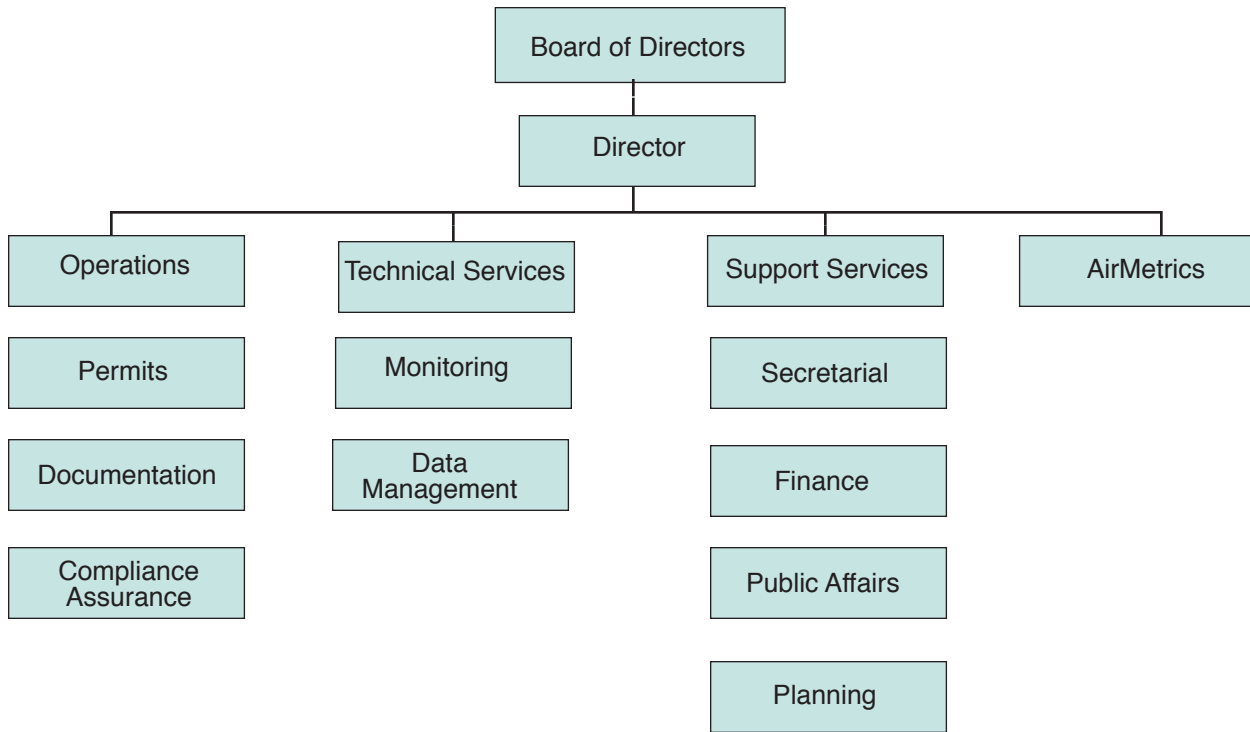 Board of Directors
Director
Operations
Technical Services
Support Services
AirMetrics
Permits
Monitoring
Secretarial
Documentation
Data
Management
Finance
Compliance
Assurance
Public Affairs
Planning